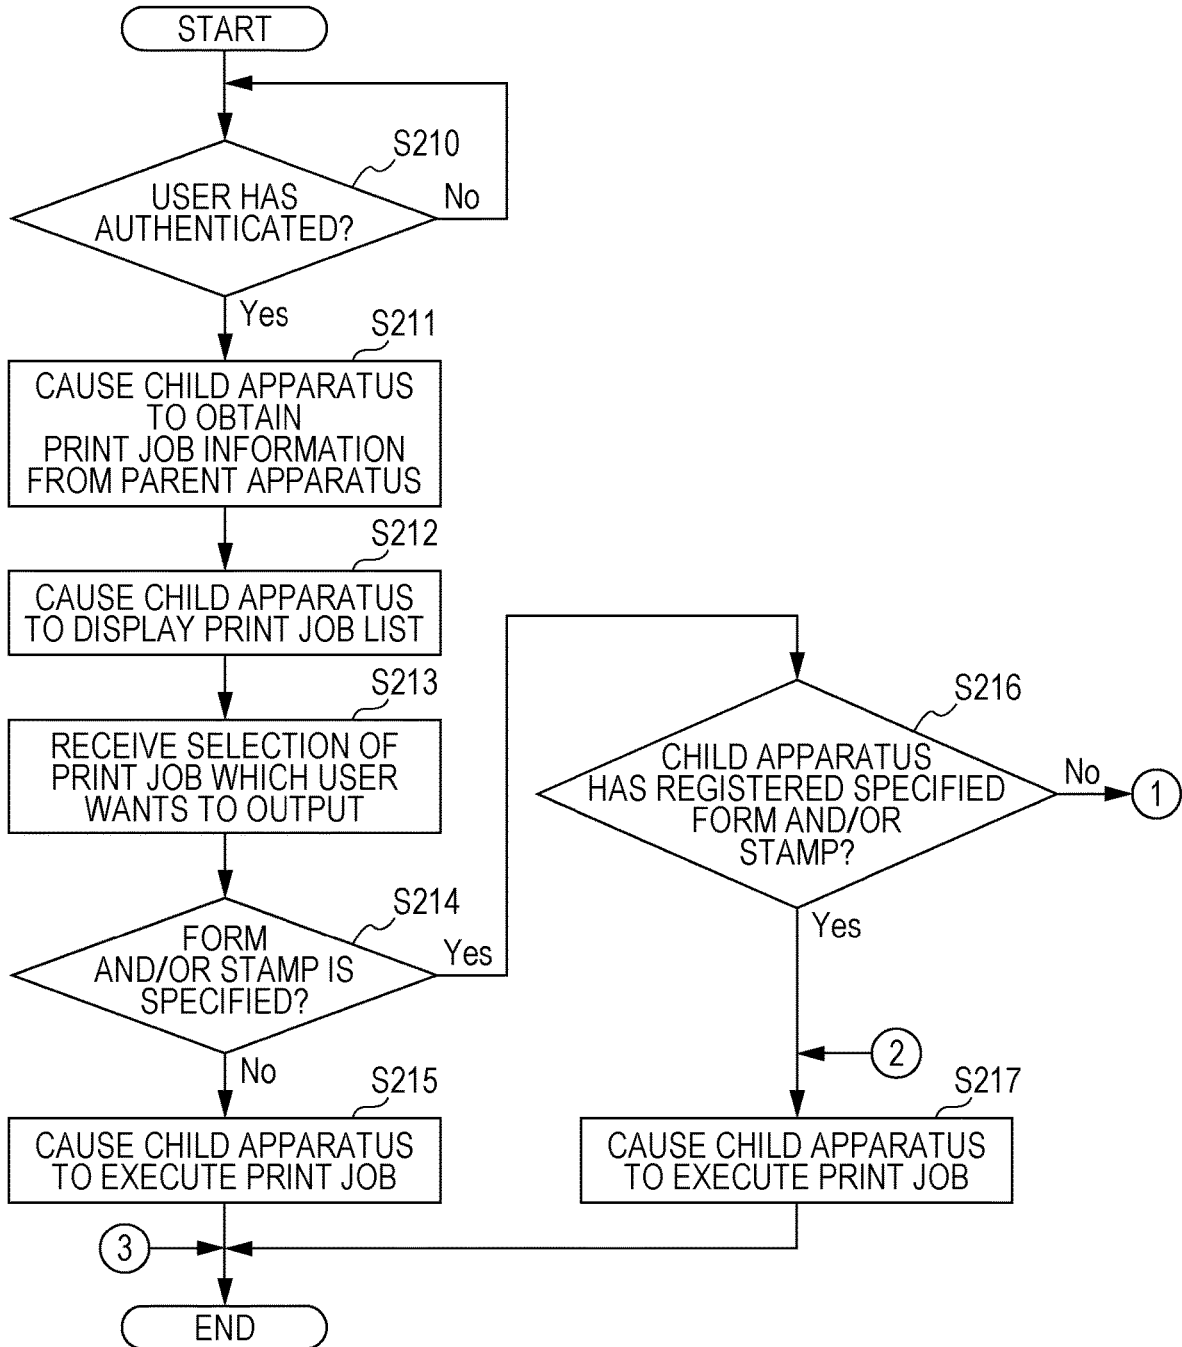 START
S210
USER HAS
AUTHENTICATED?
No
Yes
S211
CAUSE CHILD APPARATUS
TO OBTAIN
PRINT JOB INFORMATION
FROM PARENT APPARATUS
S212
CAUSE CHILD APPARATUS
TO DISPLAY PRINT JOB LIST
S213
RECEIVE SELECTION OF
PRINT JOB WHICH USER
WANTS TO OUTPUT
S214
FORM
AND/OR STAMP IS
SPECIFIED?
Yes
No
S215
CAUSE CHILD APPARATUS
TO EXECUTE PRINT JOB
3
END
S216
CHILD APPARATUS
HAS REGISTERED SPECIFIED
FORM AND/OR
STAMP?
No
1
Yes
2
S217
CAUSE CHILD APPARATUS
TO EXECUTE PRINT JOB